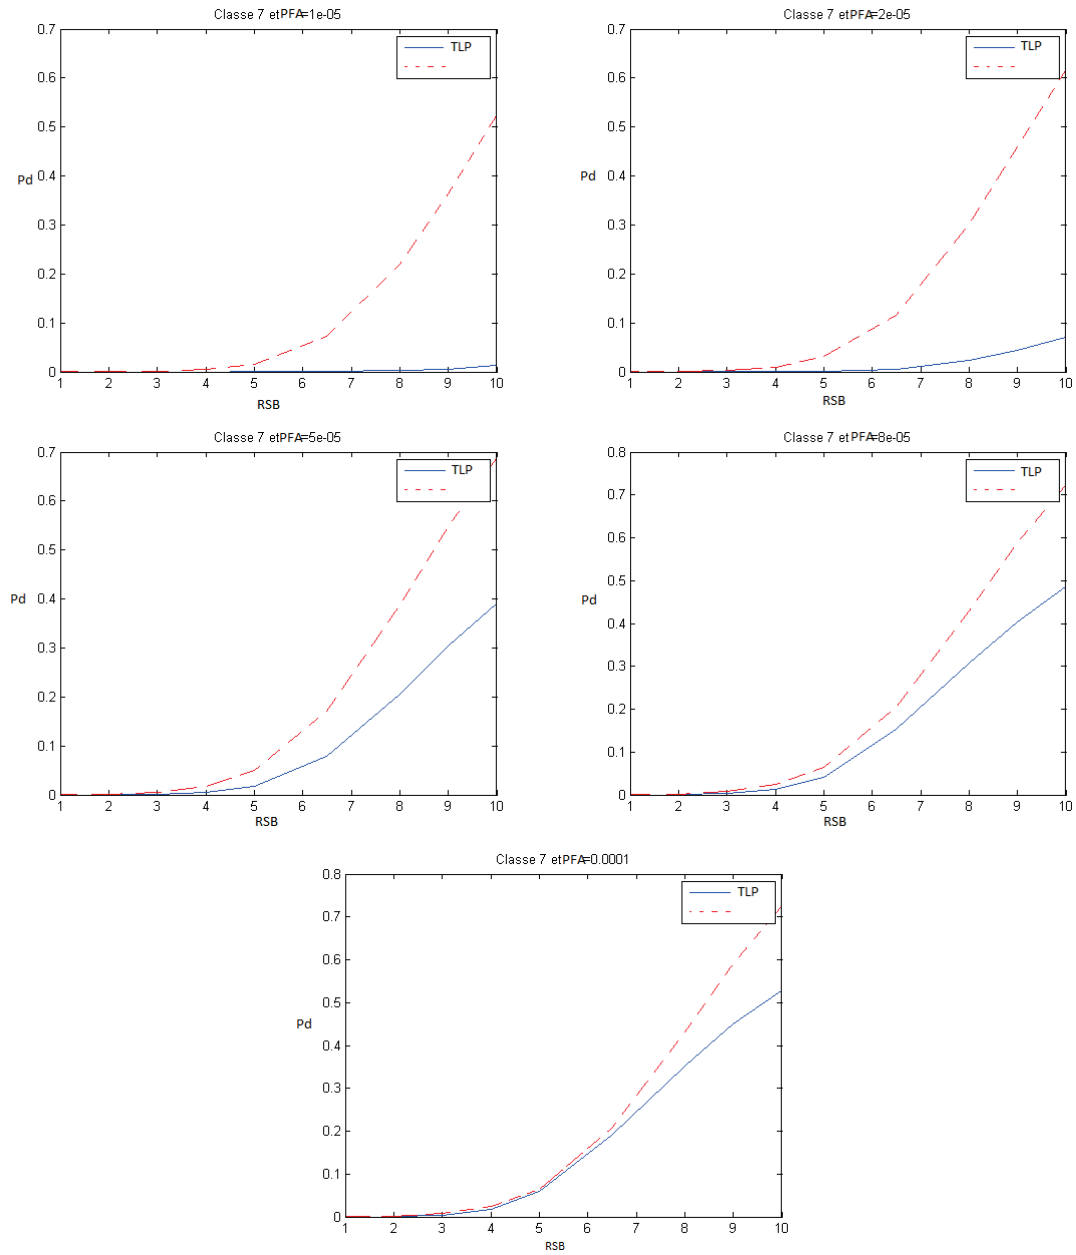 Classe 7 etPFA=1e-05
0.7
0.6
0.5
0.4
0.3
0.2
0.1
0
Pd
TLP
1 2 3 4 5 6 7 8 9 10
RSB
Classe 7 etPFA=2e-05
0.7
0.6
0.5
0.4
0.3
0.2
0.1
0
Pd
TLP
1 2 3 4 5 6 7 8 9 10
RSB
Classe 7 etPFA=5e-05
0.7
0.6
0.5
0.4
0.3
0.2
0.1
0
Pd
TLP
1 2 3 4 5 6 7 8 9 10
RSB
Classe 7 etPFA=8e-05
0.8
0.7
0.6
0.5
0.4
0.3
0.2
0.1
0
Pd
TLP
1 2 3 4 5 6 7 8 9 10
RSB
Classe 7 etPFA=0.0001
0.8
0.7
0.6
0.5
0.4
0.3
0.2
0.1
0
Pd
TLP
1 2 3 4 5 6 7 8 9 10
RSB